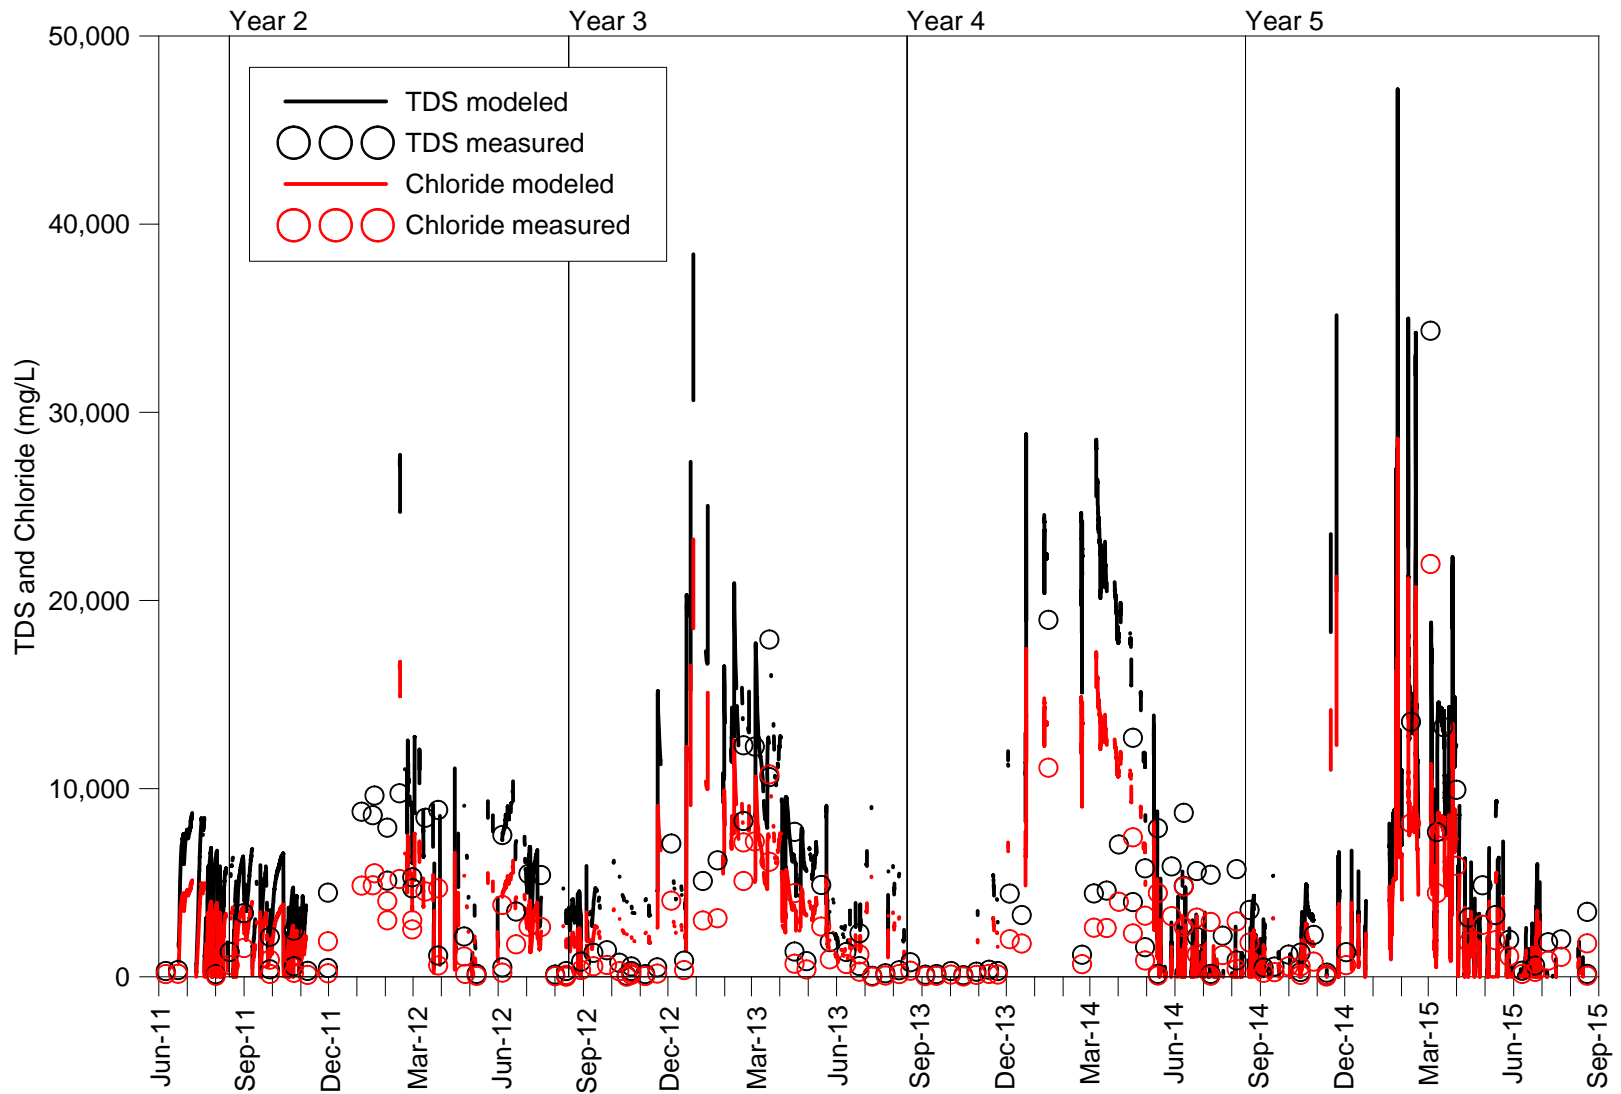 Year 2
Year 3
Year 4
Year 5
50,000
40,000
30,000
20,000
10,000
0
TDS and Chloride (mg/L)
TDS modeled
TDS measured
Chloride modeled
Chloride measured
Jun-11
Sep-11
Dec-11
Mar-12
Jun-12
Sep-12
Dec-12
Mar-13
Jun-13
Sep-13
Dec-13
Mar-14
Jun-14
Sep-14
Dec-14
Mar-15
Jun-15
Sep-15